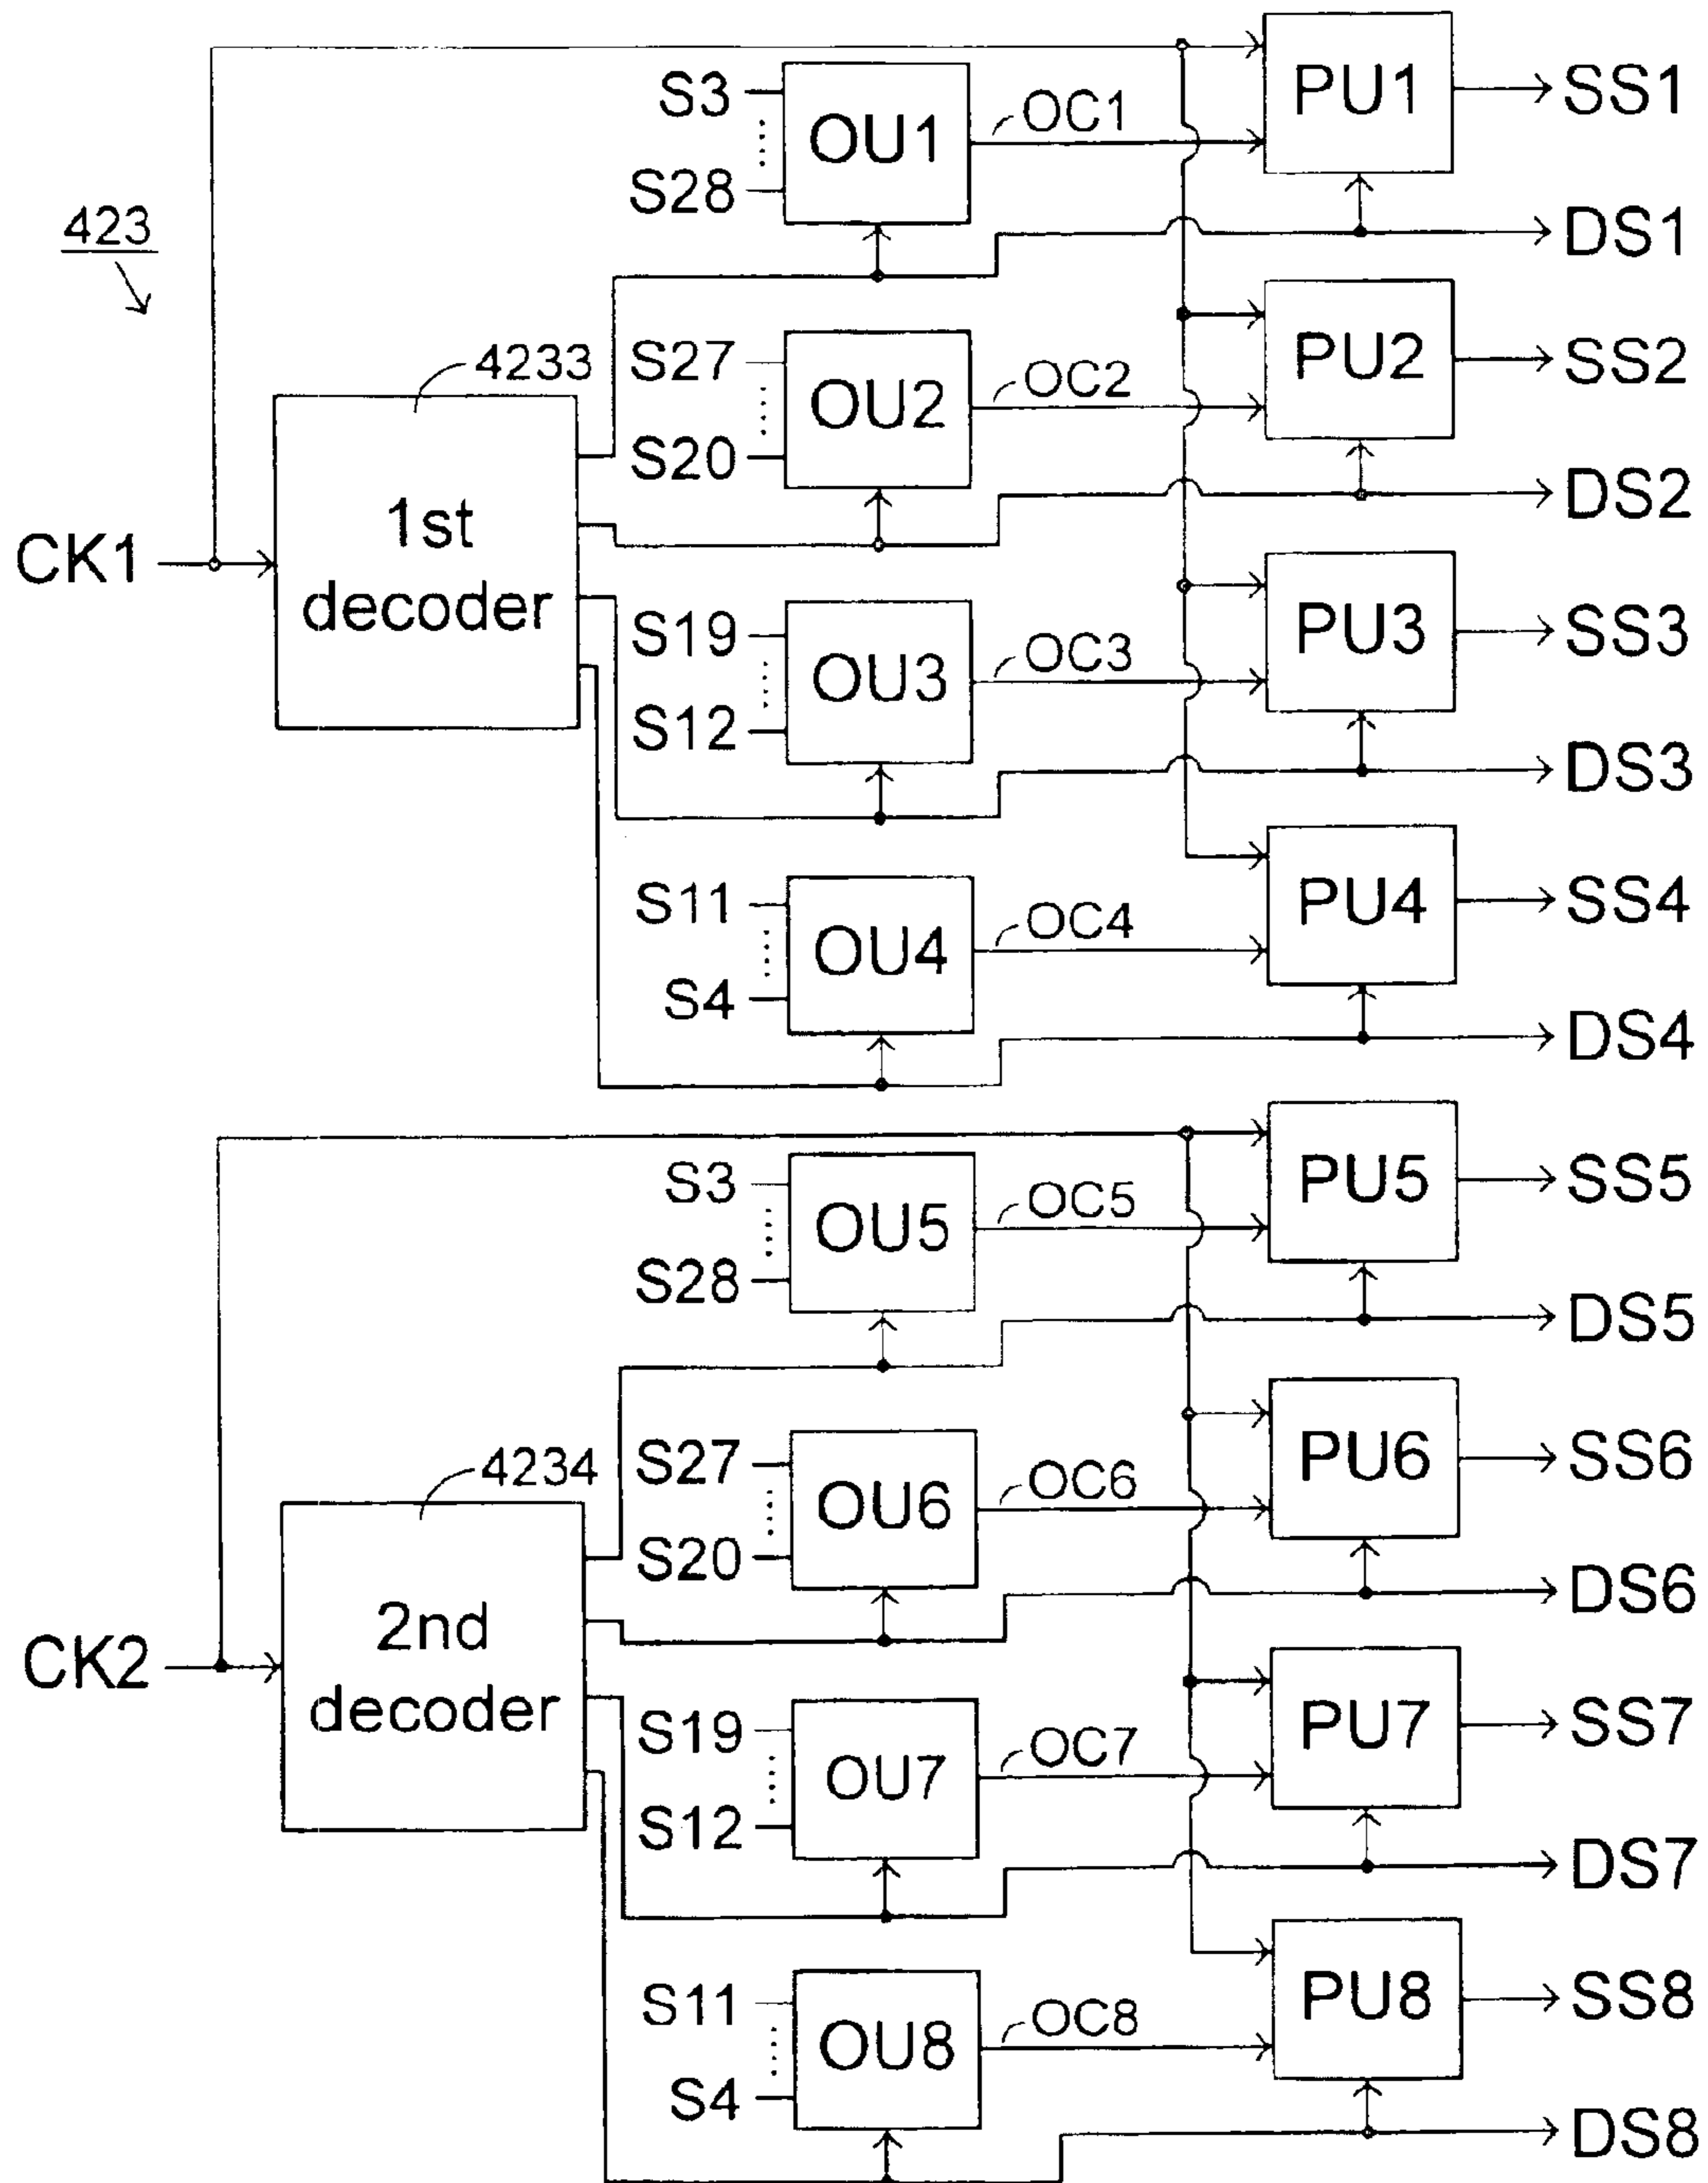 423
CK1
4233
1st
decoder
S3
S28
OU1
OC1
PU1
SS1
DS1
S27
S20
OU2
OC2
PU2
SS2
DS2
S19
S12
OU3
OC3
PU3
SS3
DS3
S11
S4
OU4
OC4
PU4
SS4
DS4
CK2
4234
2nd
decoder
S3
S28
OU5
OC5
PU5
SS5
DS5
S27
S20
OU6
OC6
PU6
SS6
DS6
S19
S12
OU7
OC7
PU7
SS7
DS7
S11
S4
OU8
OC8
PU8
SS8
DS8